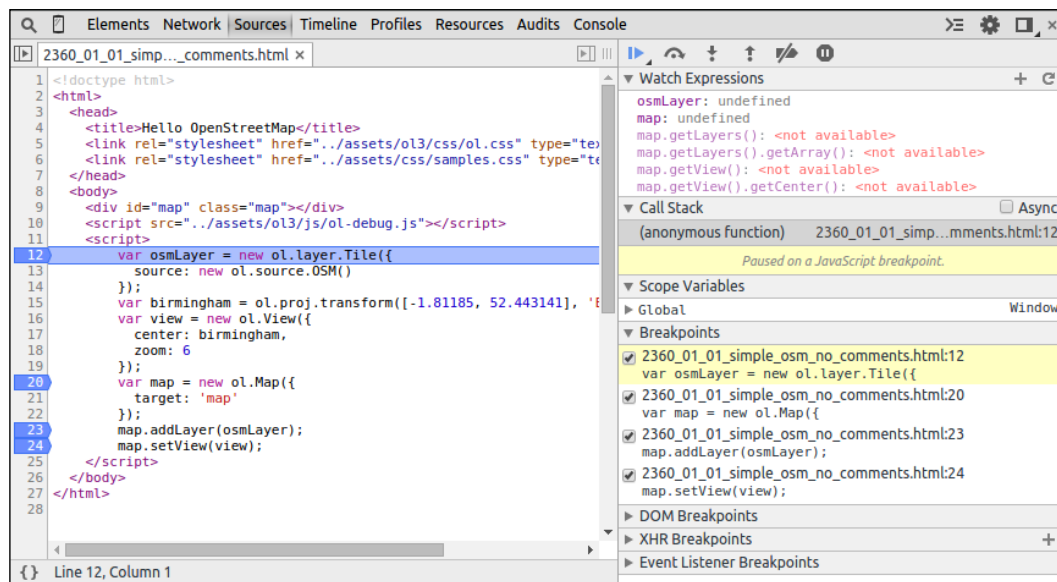 Elements Network Sources Timeline Profiles Resources Audits Console
2360_01_01_simp..._comments.html ×
1 <!doctype html>
2 <html>
3 <head>
4 <title>Hello OpenStreetMap</title>
5 <link rel="stylesheet" href="../assets/ol3/css/ol.css" type="tex
6 <link rel="stylesheet" href="../assets/css/samples.css" type="te
7 </head>
8 <body>
9 <div id="map" class="map"></div>
10 <script src="../assets/ol3/js/ol-debug.js"></script>
11 <script>
12 var osmLayer = new ol.layer.Tile({
13 source: new ol.source.OSM()
14 });
15 var birmingham = ol.proj.transform([-1.81185, 52.443141], 'E
16 var view = new ol.View({
17 center: birmingham,
18 zoom: 6
19 });
20 var map = new ol.Map({
21 target: 'map'
22 });
23 map.addLayer(osmLayer);
24 map.setView(view);
25 </script>
26 </body>
27 </html>
28
{} Line 12, Column 1
Watch Expressions
osmLayer: undefined
map: undefined
map.getLayers(): <not available>
map.getLayers().getArray(): <not available>
map.getView(): <not available>
map.getView().getCenter(): <not available>
Call Stack Async
(anonymous function) 2360_01_01_simp...mments.html:12
Paused on a JavaScript breakpoint.
Scope Variables
Global Window
Breakpoints
2360_01_01_simple_osm_no_comments.html:12
var osmLayer = new ol.layer.Tile({
2360_01_01_simple_osm_no_comments.html:20
var map = new ol.Map({
2360_01_01_simple_osm_no_comments.html:23
map.addLayer(osmLayer);
2360_01_01_simple_osm_no_comments.html:24
map.setView(view);
DOM Breakpoints
XHR Breakpoints +
Event Listener Breakpoints